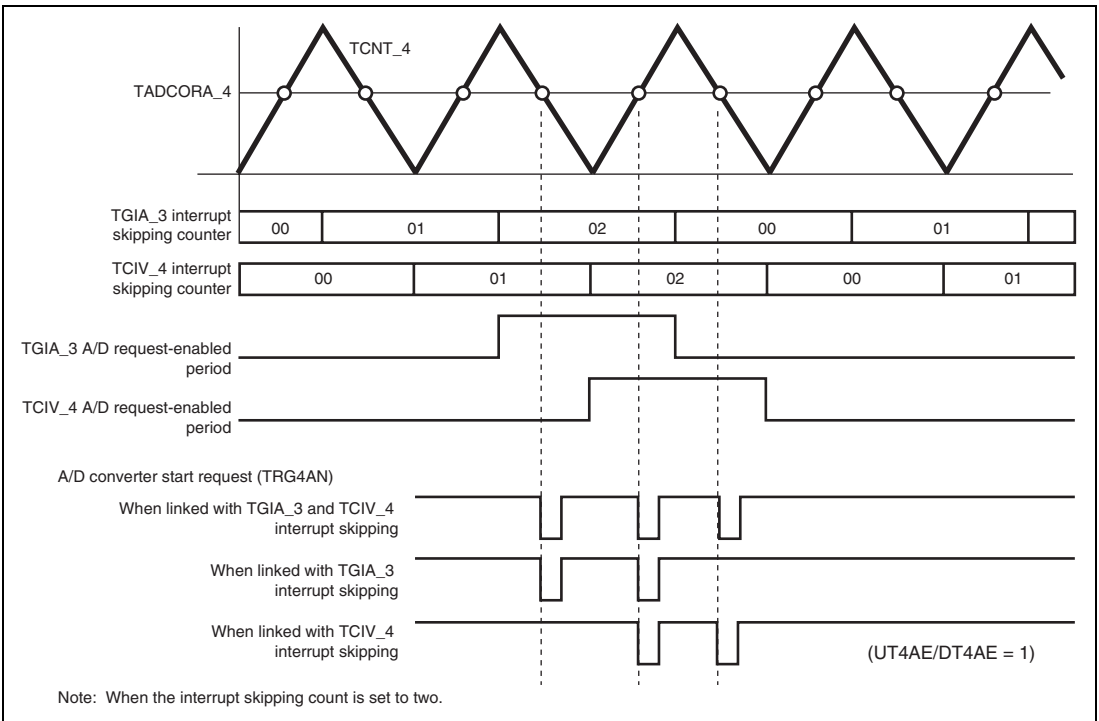 TCNT_4
TADCORA_4
TGIA_3 interrupt
skipping counter
00 01 02 00 01
TCIV_4 interrupt
skipping counter
00 01 02 00 01
TGIA_3 A/D request-enabled
period
TCIV_4 A/D request-enabled
period
A/D converter start request (TRG4AN)
When linked with TGIA_3 and TCIV_4
interrupt skipping
When linked with TGIA_3
interrupt skipping
When linked with TCIV_4
interrupt skipping
(UT4AE/DT4AE = 1)
Note: When the interrupt skipping count is set to two.